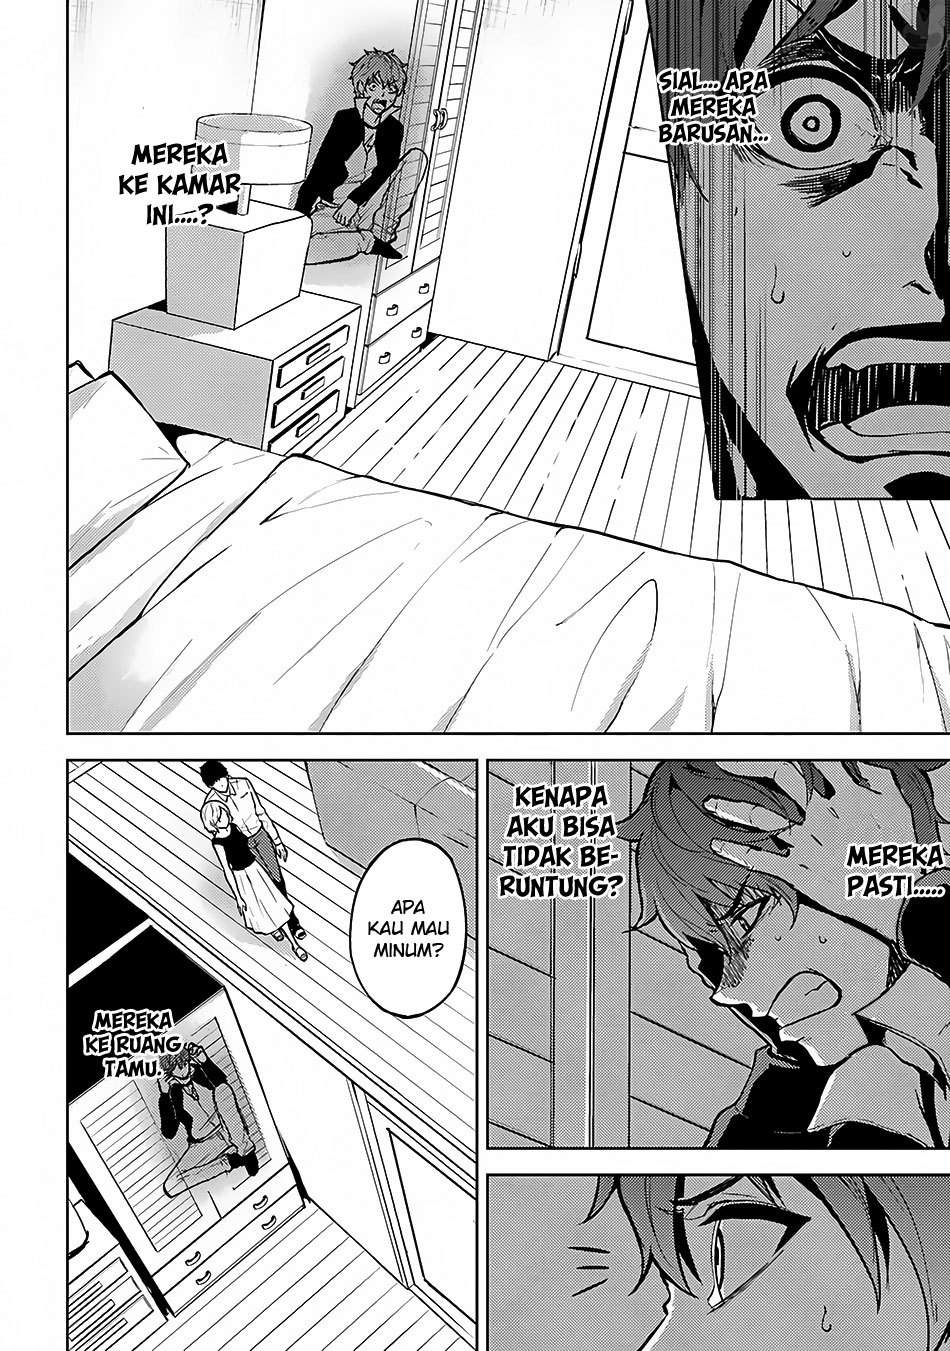 SIAL... APA
MEREKA
BARUSAN...
MEREKA
KE KAMAR
INI....?
MEREKA
PASTI.....
KENAPA
AKU BISA
TIDAK BE-
RUNTUNG?
APA
KAU MAU
MINUM?
MEREKA
KE RUANG
TAMU.